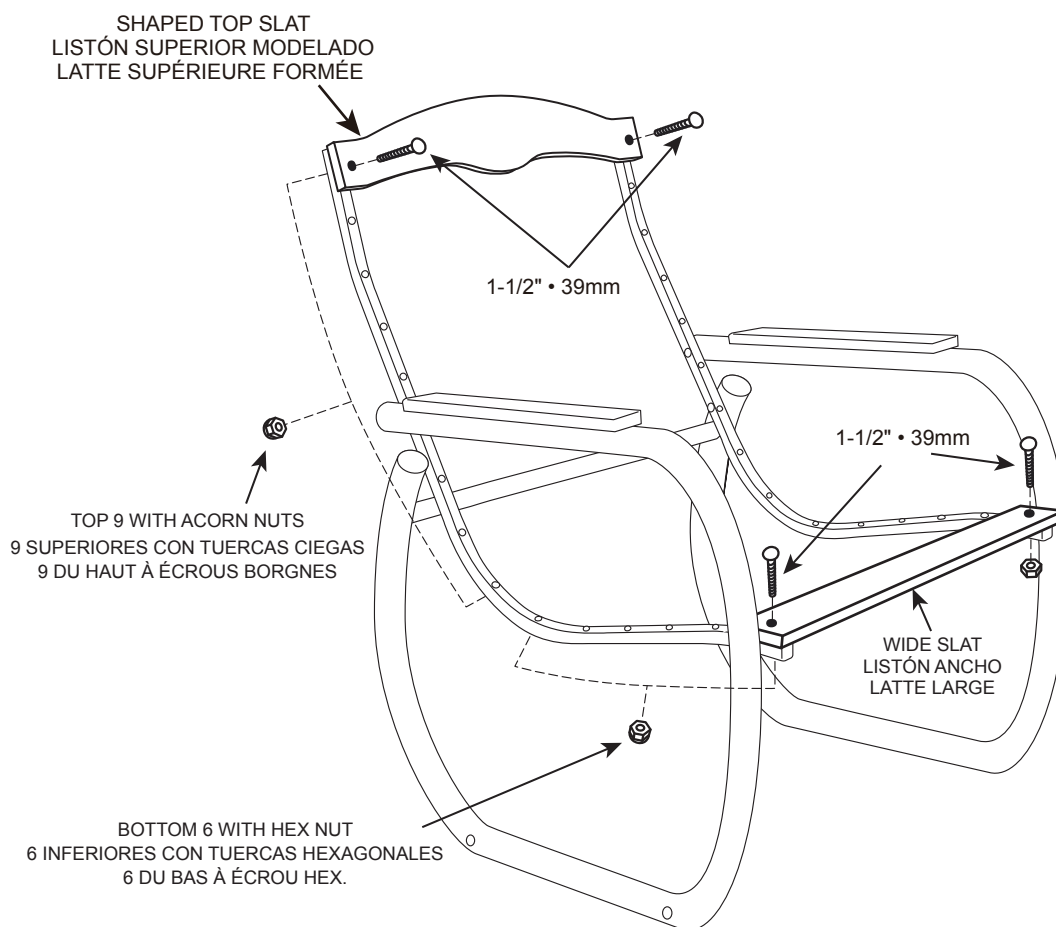 SHAPED TOP SLAT
LISTÓN SUPERIOR MODELADO
LATTE SUPÉRIEURE FORMÉE
1-1/2" • 39mm
1-1/2" • 39mm
TOP 9 WITH ACORN NUTS
9 SUPERIORES CON TUERCAS CIEGAS
9 DU HAUT À ÉCROUS BORGNES
WIDE SLAT
LISTÓN ANCHO
LATTE LARGE
BOTTOM 6 WITH HEX NUT
6 INFERIORES CON TUERCAS HEXAGONALES
6 DU BAS À ÉCROU HEX.